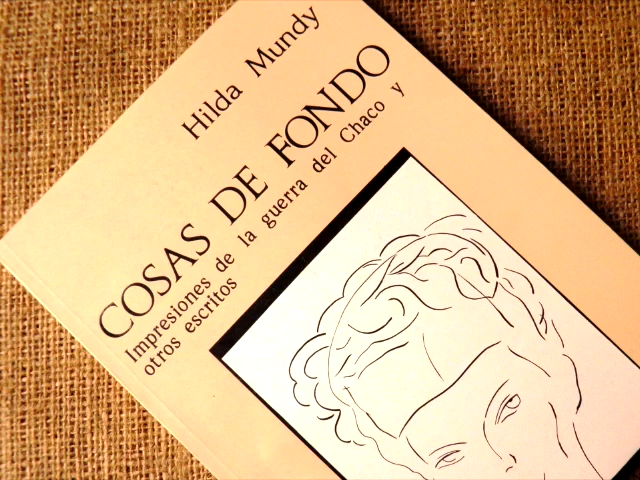 Hilda Mundy
COSAS DE FONDO
Impresiones de la guerra del Chaco y
otros escritos